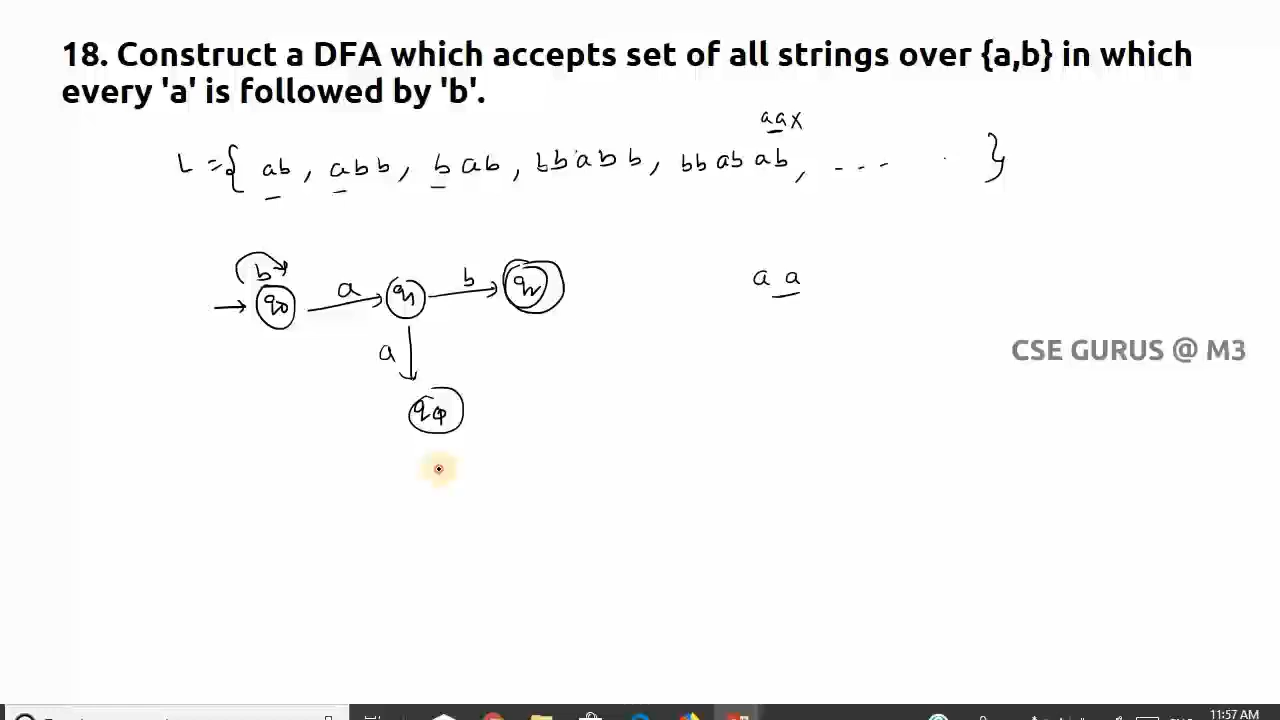 18. Construct a DFA which accepts set of all strings over {a,b} in which
every 'a' is followed by 'b'.
aax
L = { ab, abb, bab, bbabb, bbabab, --- }
b
a
b
a a
q0
q1
q2
CSE GURUS @ M3
a
qφ
11:57 AM